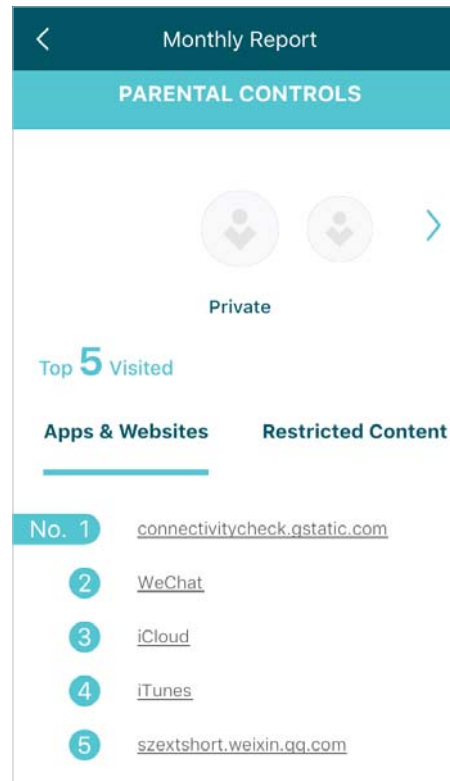 Monthly Report
PARENTAL CONTROLS
Private
Top 5 Visited
Apps & Websites Restricted Content
No. 1 connectivitycheck.gstatic.com
2 WeChat
3 iCloud
4 iTunes
5 szextshort.weixin.qq.com